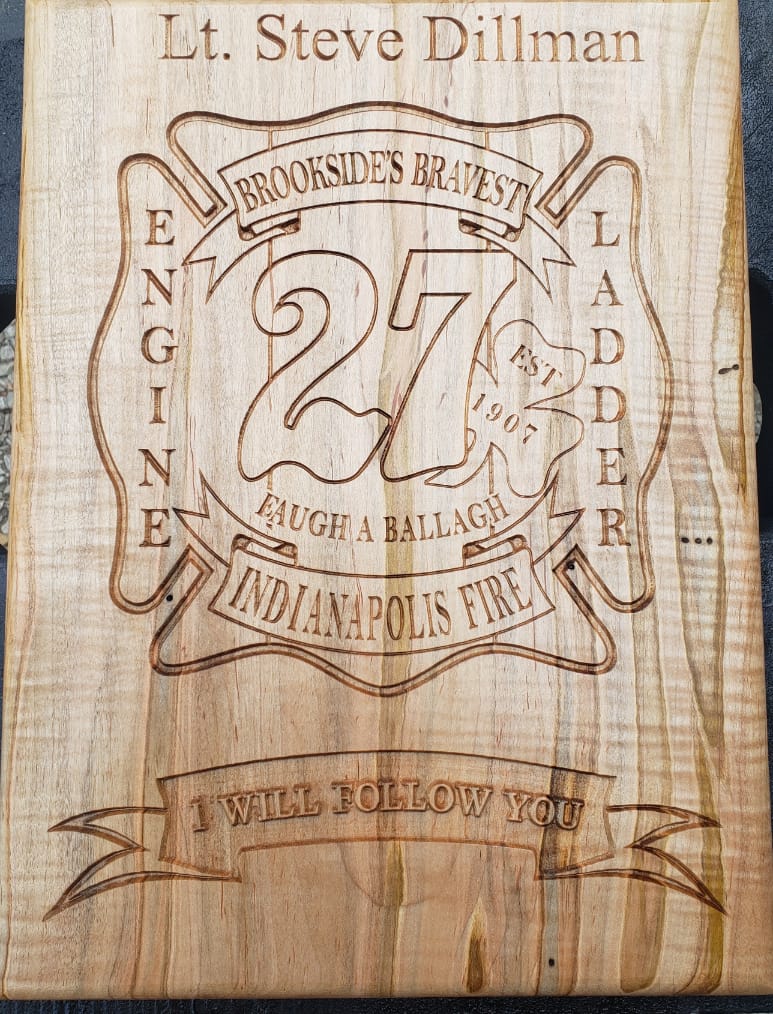 Lt. Steve Dillman
BROOKSIDE'S BRAVEST
ENGINE
27
LADDER
EST
1907
FAUGH A BALLAGH
INDIANAPOLIS FIRE
I WILL FOLLOW YOU